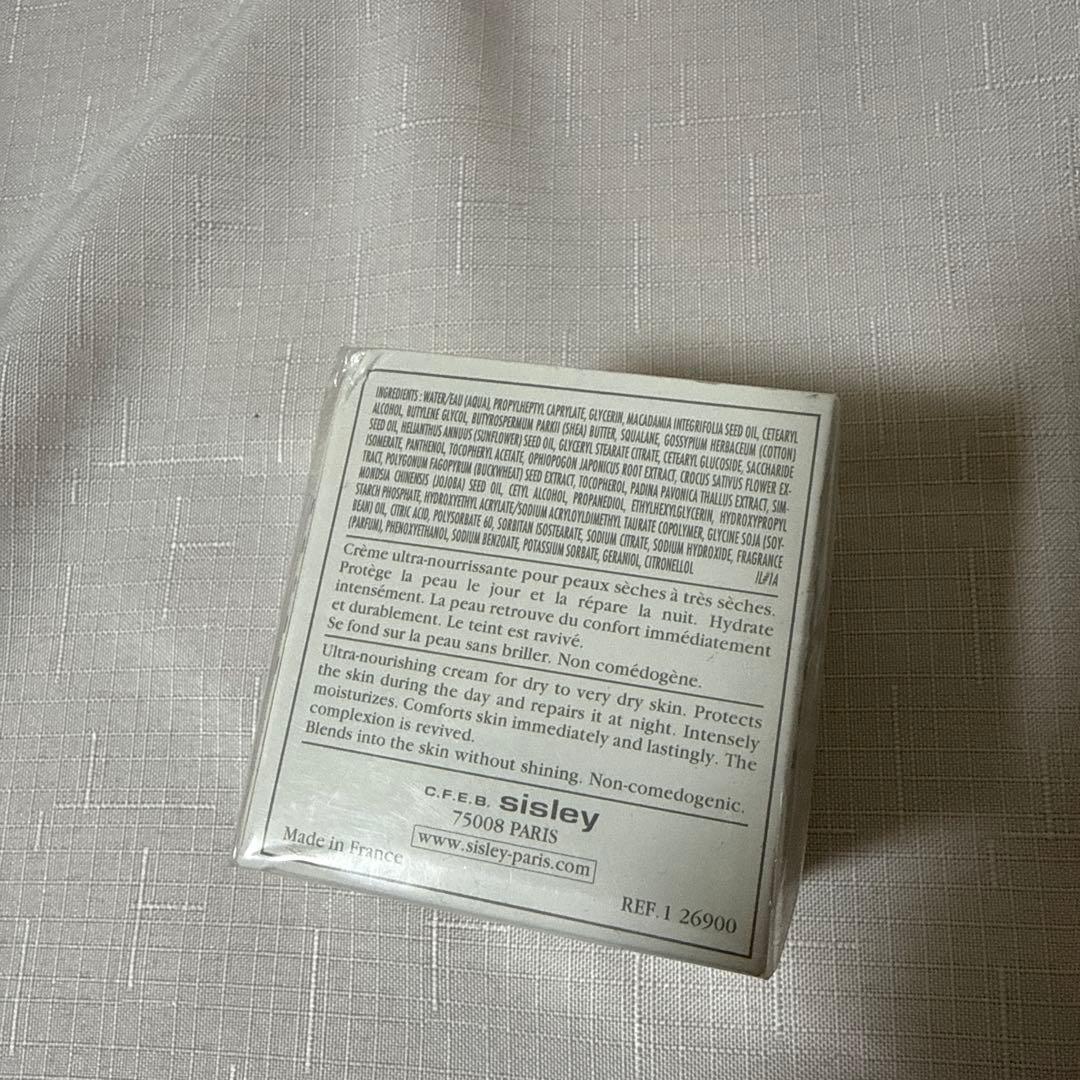 INGREDIENTS : WATER/EAU (AQUA), PROPYLHEPTYL CAPRYLATE, GLYCERIN, MACADAMIA INTEGRIFOLIA SEED OIL, CETEARYL
ALCOHOL, BUTYLENE GLYCOL, BUTYROSPERMUM PARKII (SHEA) BUTTER, SQUALANE, GOSSYPIUM HERBACEUM (COTTON)
SEED OIL, HELIANTHUS ANNUUS (SUNFLOWER) SEED OIL, GLYCERYL STEARATE CITRATE, CETEARYL GLUCOSIDE, SACCHARIDE
ISOMERATE, PANTHENOL, TOCOPHERYL ACETATE, OPHIOPOGON JAPONICUS ROOT EXTRACT, CROCUS SATIVUS FLOWER EX-
TRACT, POLYGONUM FAGOPYRUM (BUCKWHEAT) SEED EXTRACT, TOCOPHEROL, PADINA PAVONICA THALLUS EXTRACT, SIM-
MONDSIA CHINENSIS (JOJOBA) SEED OIL, CETYL ALCOHOL, PROPANEDIOL, ETHYLHEXYLGLYCERIN, HYDROXYPROPYL
STARCH PHOSPHATE, HYDROXYETHYL ACRYLATE/SODIUM ACRYLOYLDIMETHYL TAURATE COPOLYMER, GLYCINE SOJA (SOY-
BEAN) OIL, CITRIC ACID, POLYSORBATE 60, SORBITAN ISOSTEARATE, SODIUM CITRATE, SODIUM HYDROXIDE, FRAGRANCE
(PARFUM), PHENOXYETHANOL, SODIUM BENZOATE, POTASSIUM SORBATE, GERANIOL, CITRONELLOL IL#1A
Crème ultra-nourrissante pour peaux sèches à très sèches.
Protège la peau le jour et la répare la nuit. Hydrate
intensément. La peau retrouve du confort immédiatement
et durablement. Le teint est ravivé.
Se fond sur la peau sans briller. Non comédogène.
Ultra-nourishing cream for dry to very dry skin. Protects
the skin during the day and repairs it at night. Intensely
moisturizes. Comforts skin immediately and lastingly. The
complexion is revived.
Blends into the skin without shining. Non-comedogenic.
C.F.E.B. sisley
75008 PARIS
www.sisley-paris.com
Made in France
REF. 1 26900